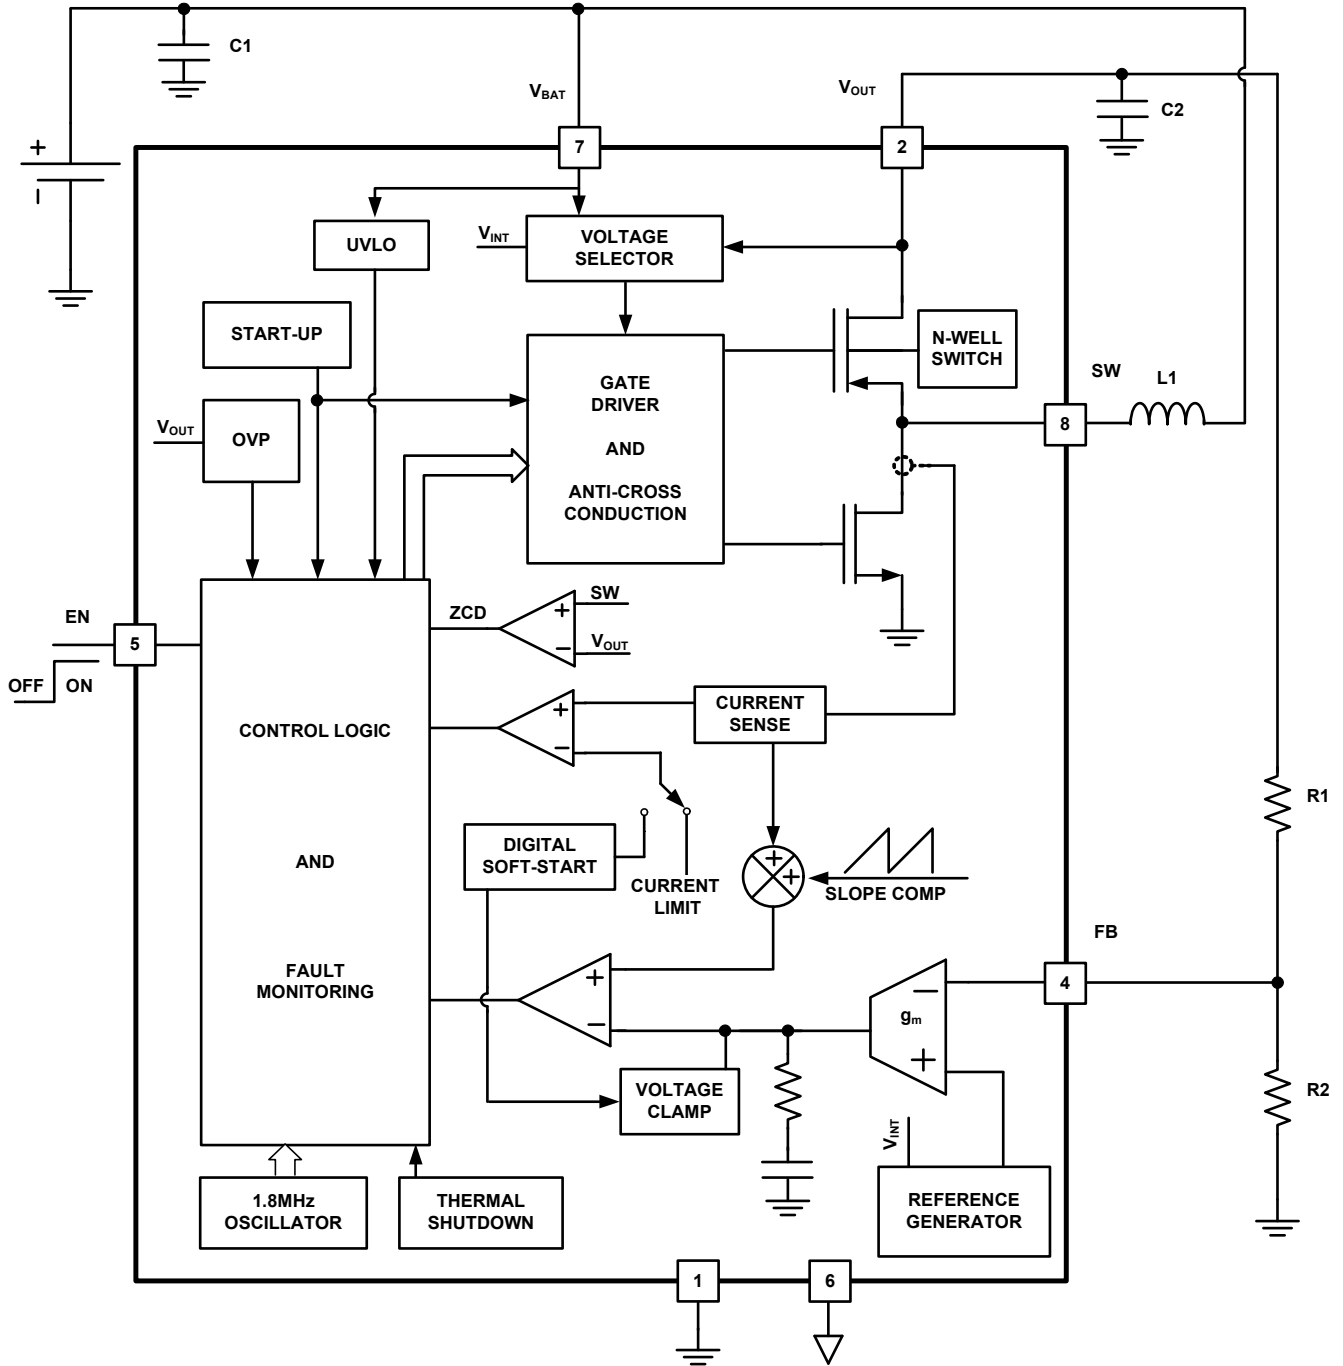 C1
VBAT
VOUT
C2
+
–
7
2
UVLO
VINT
VOLTAGE
SELECTOR
START-UP
N-WELL
SWITCH
GATE
DRIVER
AND
ANTI-CROSS
CONDUCTION
SW
L1
8
VOUT
OVP
EN
5
OFF
ON
ZCD
+
–
SW
VOUT
CONTROL LOGIC
AND
FAULT
MONITORING
+
–
CURRENT
SENSE
R1
DIGITAL
SOFT-START
CURRENT
LIMIT
+
+
SLOPE COMP
FB
4
+
–
–
gm
+
VOLTAGE
CLAMP
R2
VINT
REFERENCE
GENERATOR
1.8MHz
OSCILLATOR
THERMAL
SHUTDOWN
1
6